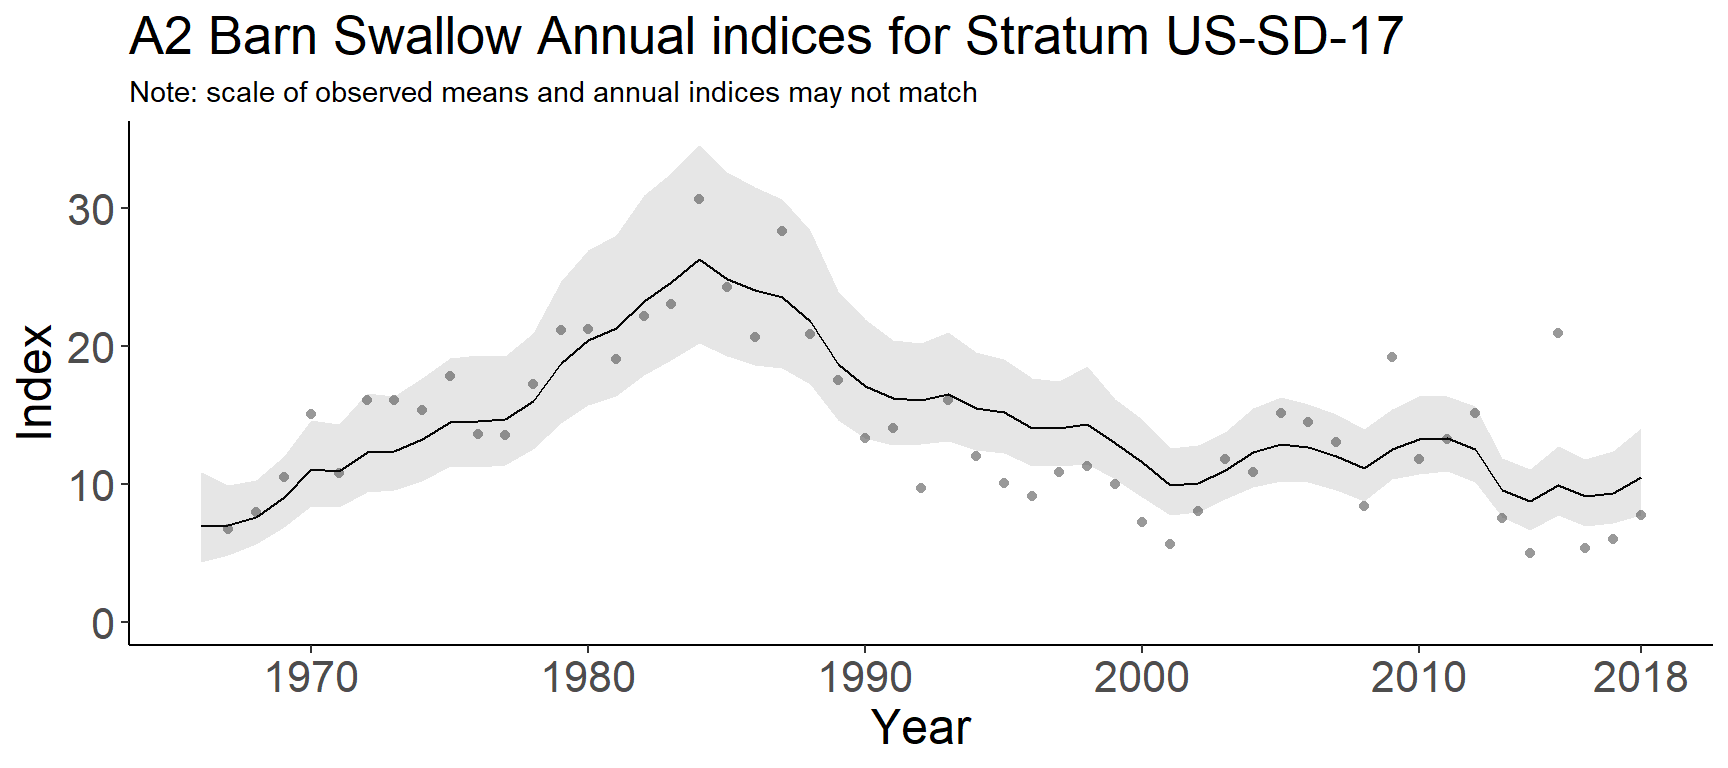 A2 Barn Swallow Annual indices for Stratum US-SD-17
Note: scale of observed means and annual indices may not match
30
20
10
0
Index
1970 1980 1990 2000 2010 2018
Year